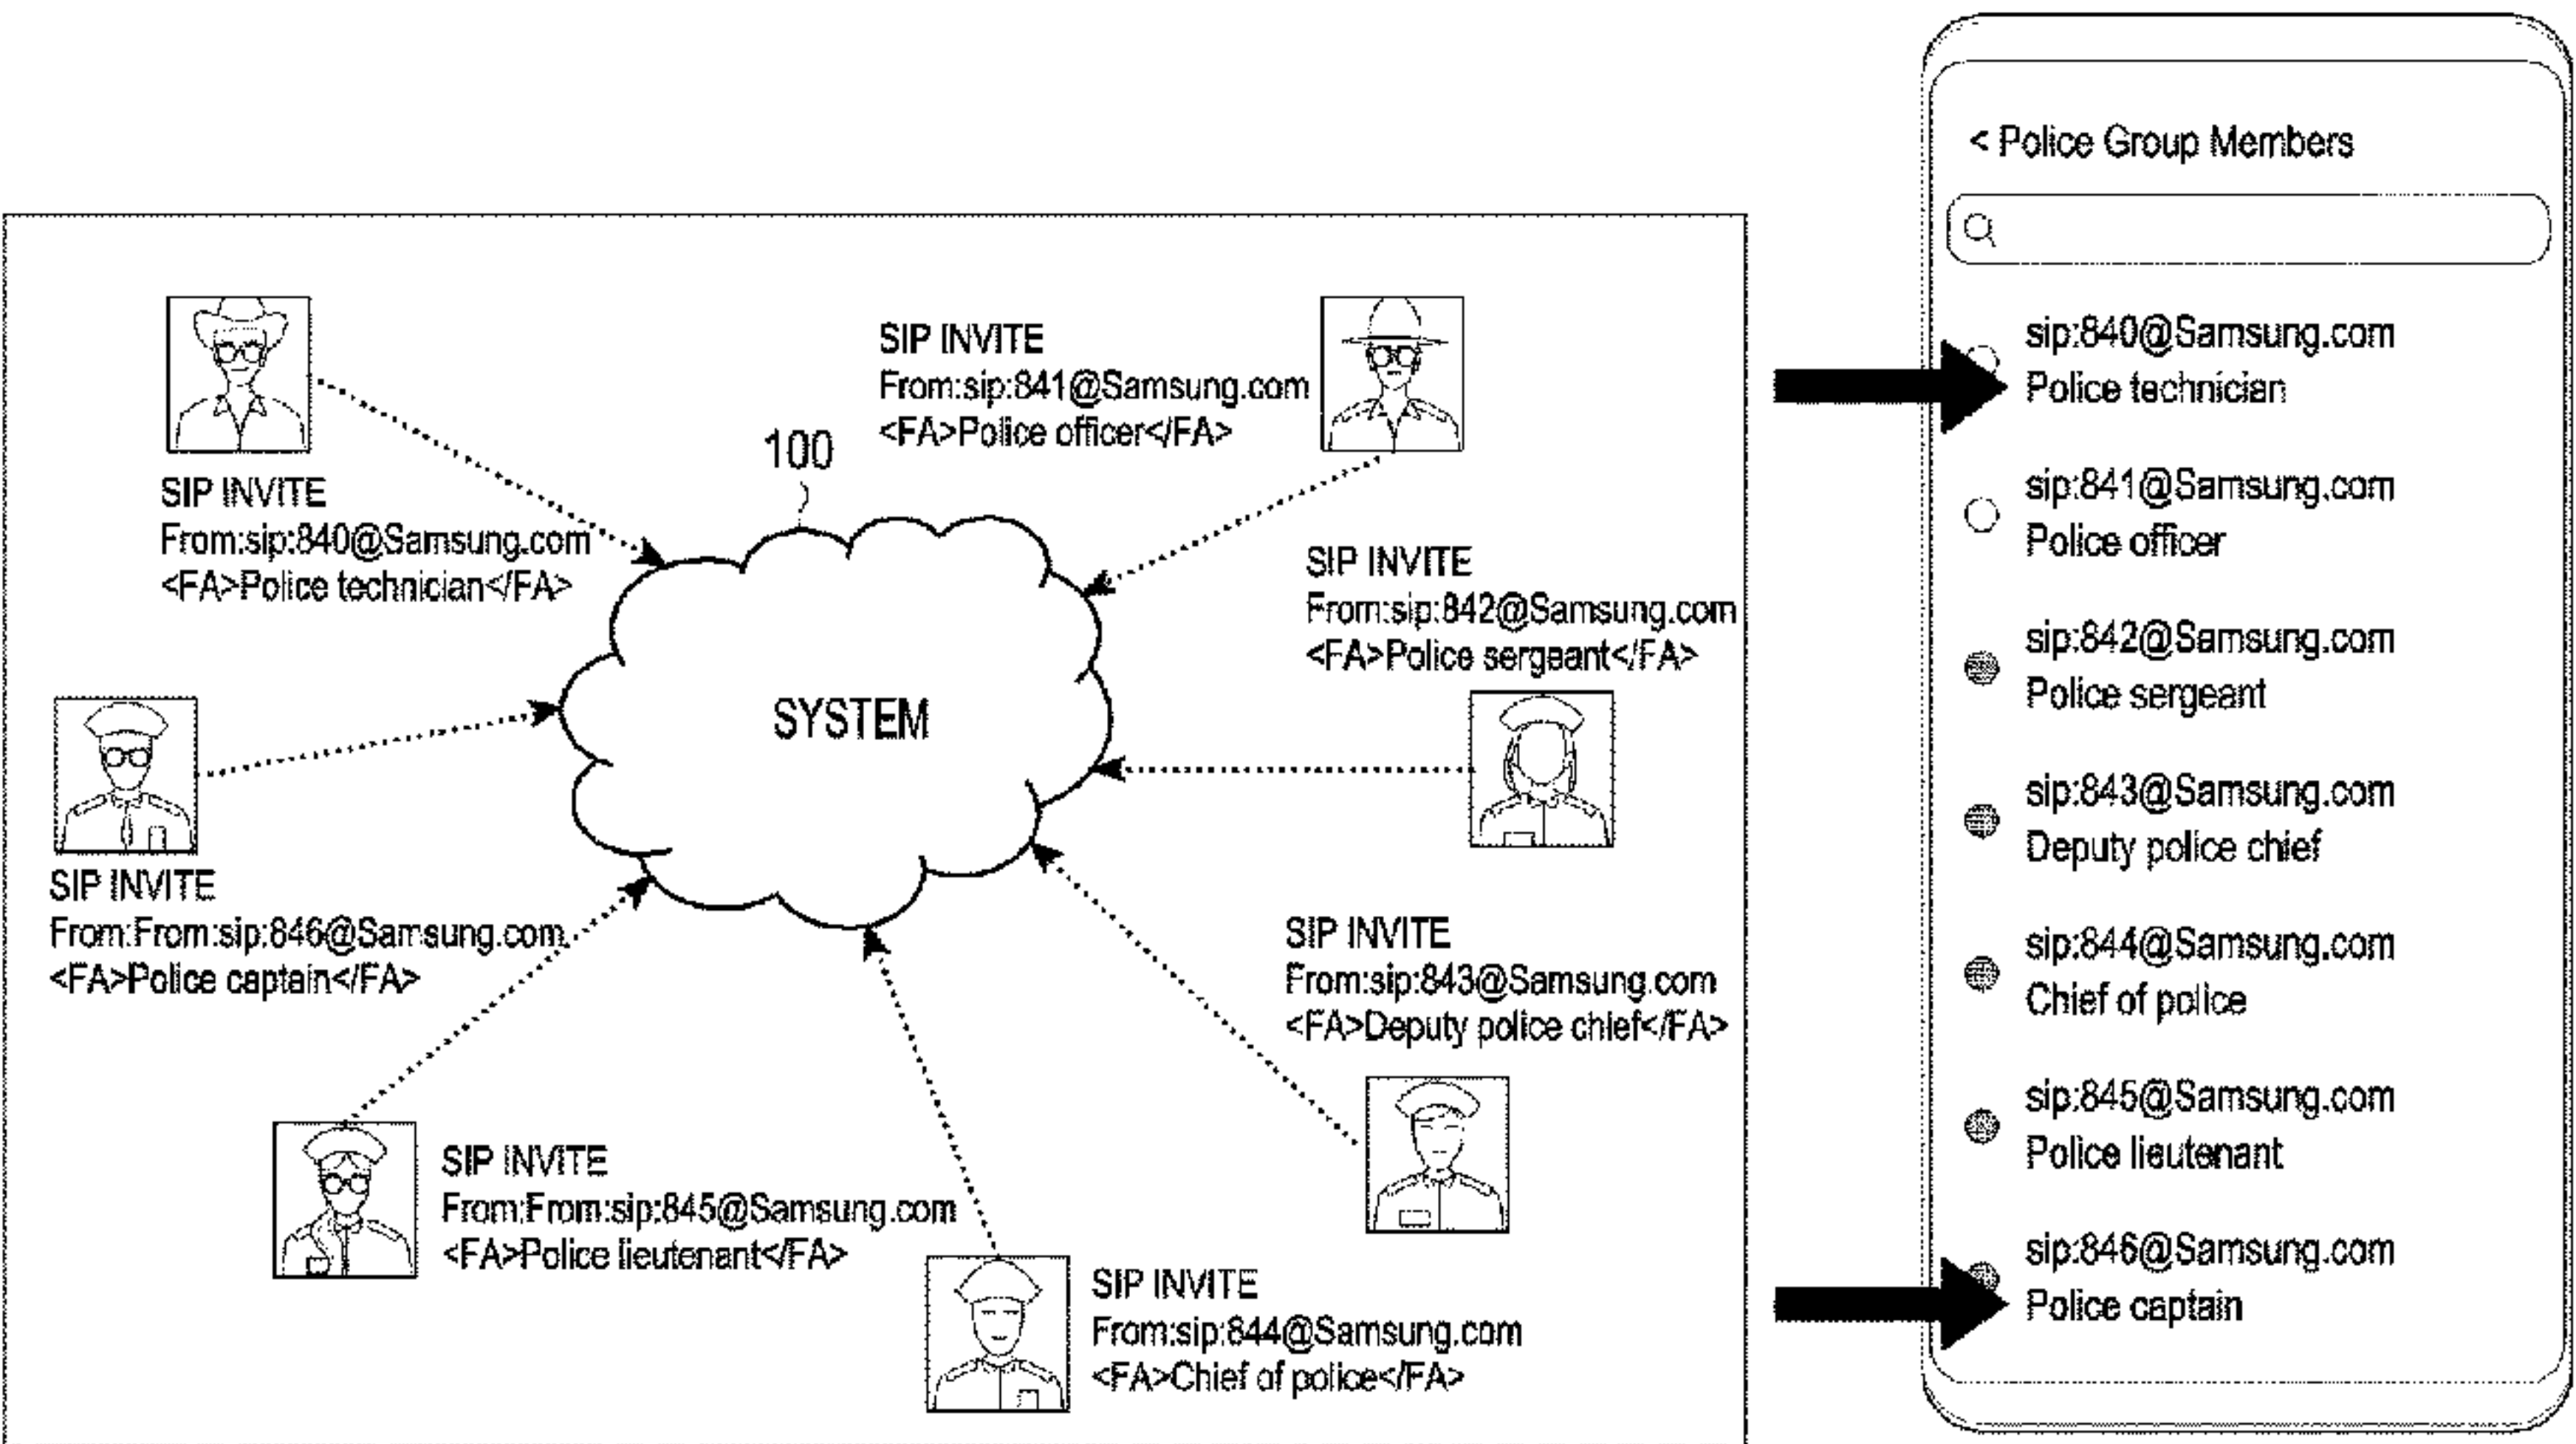 SIP INVITE
From:sip:840@Samsung.com
<FA>Police technician</FA>
SIP INVITE
From:sip:841@Samsung.com
<FA>Police officer</FA>
100
SYSTEM
SIP INVITE
From:sip:842@Samsung.com
<FA>Police sergeant</FA>
SIP INVITE
From:From:sip:846@Samsung.com
<FA>Police captain</FA>
SIP INVITE
From:sip:843@Samsung.com
<FA>Deputy police chief</FA>
SIP INVITE
From:From:sip:845@Samsung.com
<FA>Police lieutenant</FA>
SIP INVITE
From:sip:844@Samsung.com
<FA>Chief of police</FA>
< Police Group Members
sip:840@Samsung.com
Police technician
sip:841@Samsung.com
Police officer
sip:842@Samsung.com
Police sergeant
sip:843@Samsung.com
Deputy police chief
sip:844@Samsung.com
Chief of police
sip:845@Samsung.com
Police lieutenant
sip:846@Samsung.com
Police captain